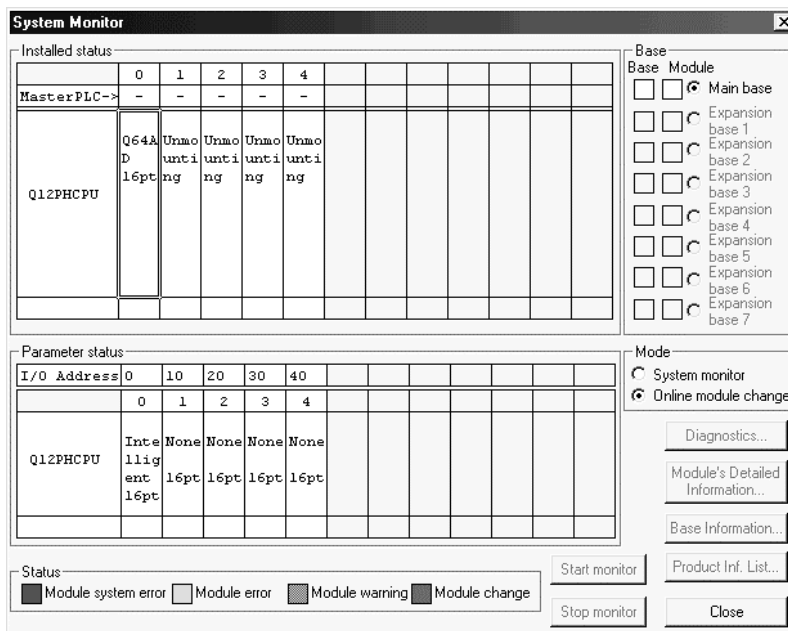 System Monitor
Installed status
0 1 2 3 4
MasterPLC-> - - - - -
Q12PHCPU
Q64A
D
16pt
Unmo
unti
ng
Unmo
unti
ng
Unmo
unti
ng
Unmo
unti
ng
Base
Base Module
Main base
Expansion
base 1
Expansion
base 2
Expansion
base 3
Expansion
base 4
Expansion
base 5
Expansion
base 6
Expansion
base 7
Parameter status
I/O Address 0 10 20 30 40
0 1 2 3 4
Q12PHCPU
Inte
llig
ent
16pt
None
16pt
None
16pt
None
16pt
None
16pt
Mode
System monitor
Online module change
Diagnostics...
Module's Detailed
Information...
Base Information...
Product Inf. List...
Status
Module system error Module error Module warning Module change
Start monitor
Stop monitor
Close